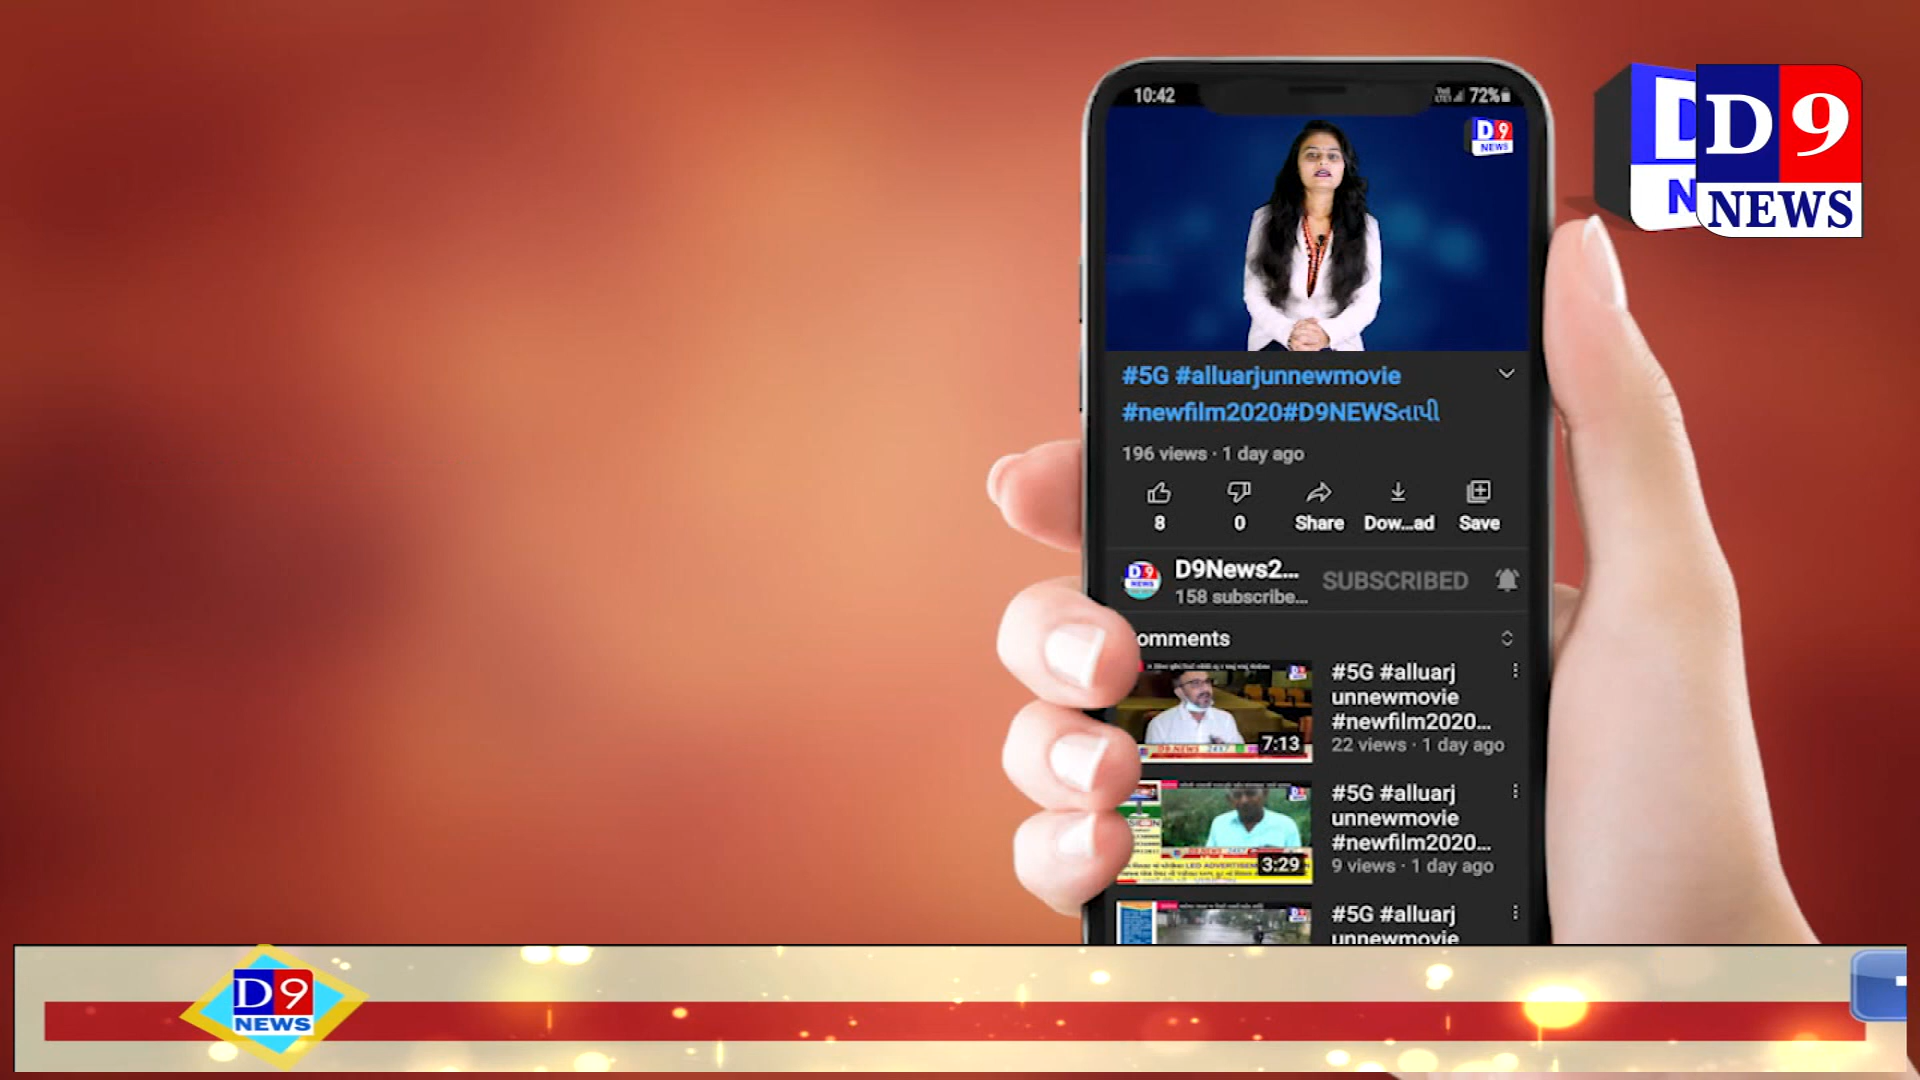 10:42
72%
D9
NEWS
D9
NEWS
#5G #alluarjunnewmovie
#newfilm2020#D9NEWSતાપી
196 views · 1 day ago
8
0
Share
Dow...ad
Save
D9News2...
158 subscribe...
SUBSCRIBED
omments
#5G #alluarj
unnewmovie
#newfilm2020...
22 views · 1 day ago
7:13
#5G #alluarj
unnewmovie
#newfilm2020...
9 views · 1 day ago
3:29
#5G #alluarj
unnewmovie
D9
NEWS